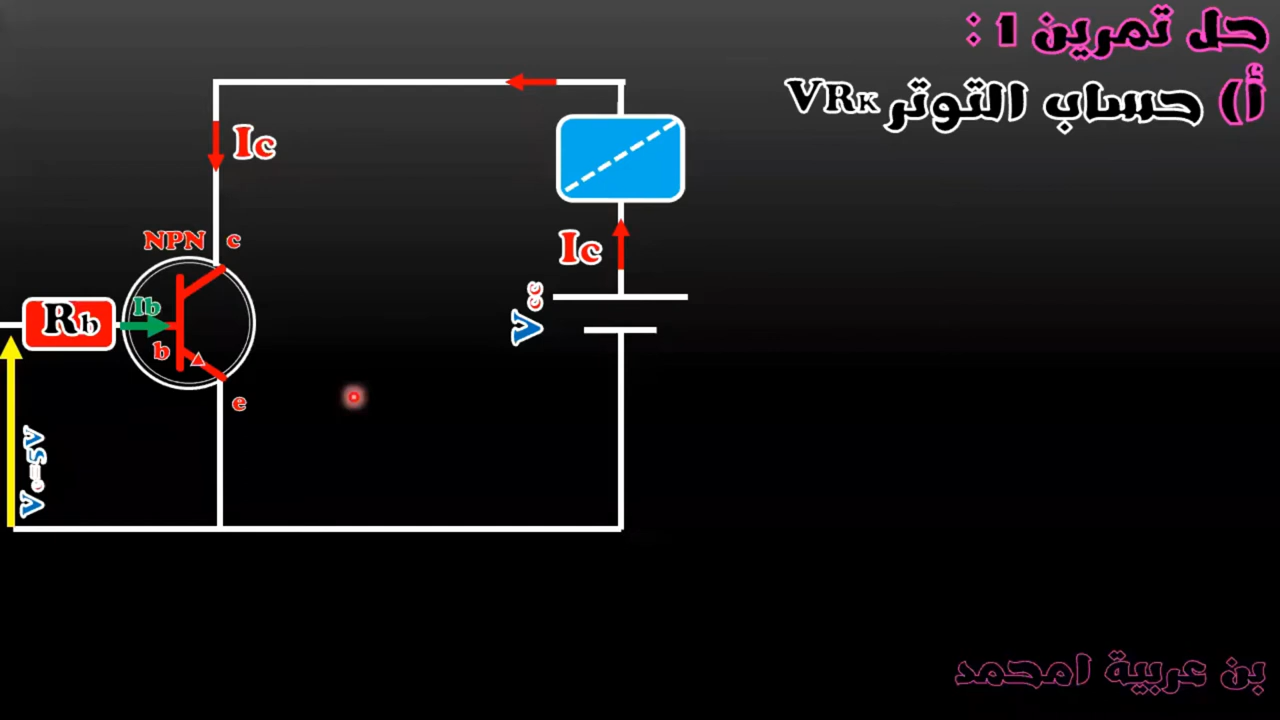 حل تمرين 1 :
أ) حساب التوتر VRK
Ic
NPN c
Ic
Vcc
Rb
Ib
b
e
Ve=5V
بن عربية امحمد